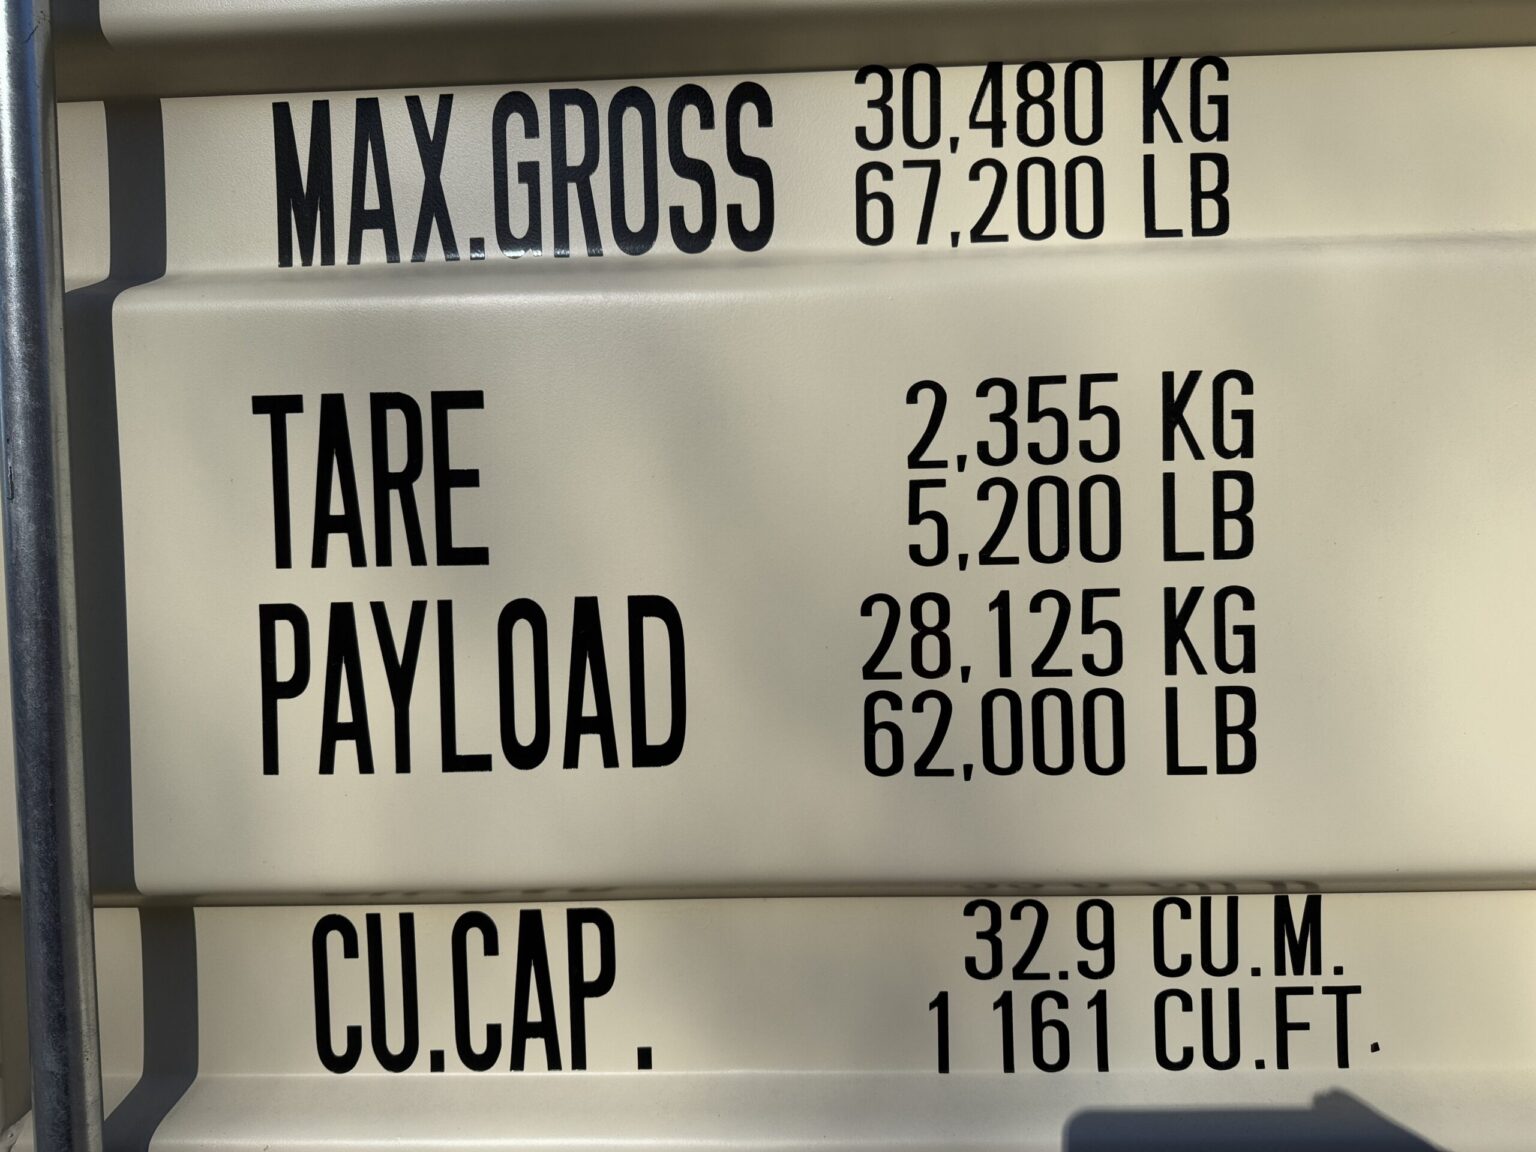 MAX.GROSS 30,480 KG
67,200 LB
TARE 2,355 KG
5,200 LB
PAYLOAD 28,125 KG
62,000 LB
CU.CAP. 32.9 CU.M.
1 161 CU.FT.